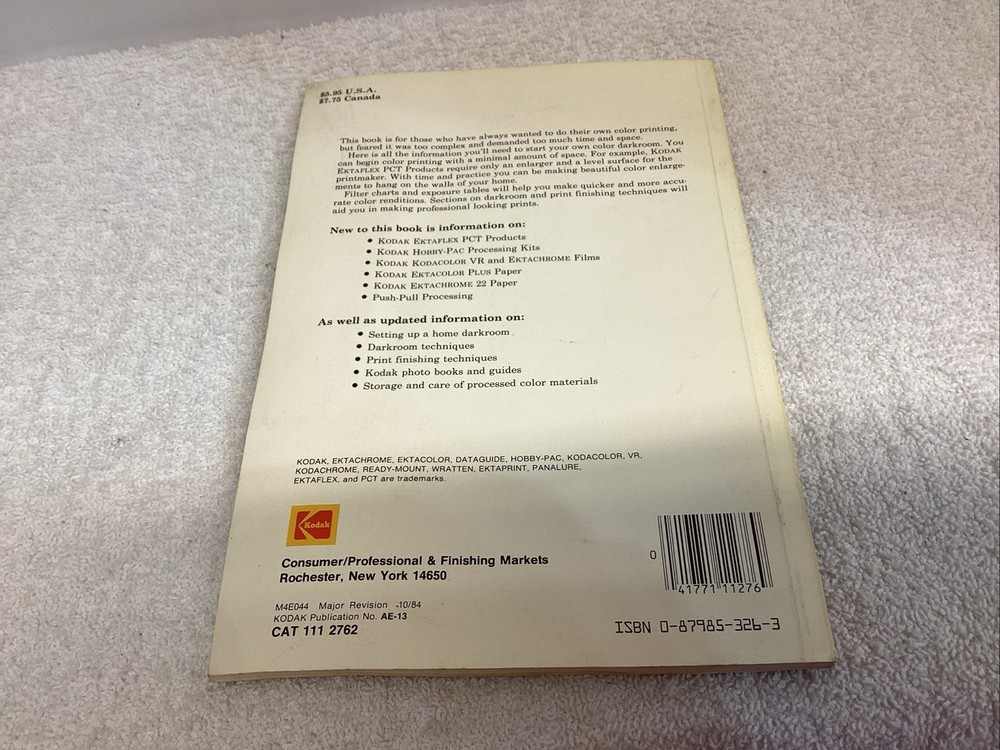 $5.95 U.S.A.
$7.75 Canada
This book is for those who have always wanted to do their own color printing,
but feared it was too complex and demanded too much time and space.
Here is all the information you'll need to start your own color darkroom. You
can begin color printing with a minimal amount of space. For example, KODAK
EKTAFLEX PCT Products require only an enlarger and a level surface for the
printmaker. With time and practice you can be making beautiful color enlarge-
ments to hang on the walls of your home.
Filter charts and exposure tables will help you make quicker and more accu-
rate color renditions. Sections on darkroom and print finishing techniques will
aid you in making professional looking prints.
New to this book is information on:
• KODAK EKTAFLEX PCT Products
• KODAK HOBBY-PAC Processing Kits
• KODAK KODACOLOR VR and EKTACHROME Films
• KODAK EKTACOLOR PLUS Paper
• KODAK EKTACHROME 22 Paper
• Push-Pull Processing
As well as updated information on:
• Setting up a home darkroom
• Darkroom techniques
• Print finishing techniques
• Kodak photo books and guides
• Storage and care of processed color materials
KODAK, EKTACHROME, EKTACOLOR, DATAGUIDE, HOBBY-PAC, KODACOLOR, VR,
KODACHROME, READY-MOUNT, WRATTEN, EKTAPRINT, PANALURE,
EKTAFLEX, and PCT are trademarks.
Kodak
Consumer/Professional & Finishing Markets
Rochester, New York 14650
M4E044 Major Revision 10/84
KODAK Publication No. AE-13
CAT 111 2762
0 41771 11276
ISBN 0-87985-326-3